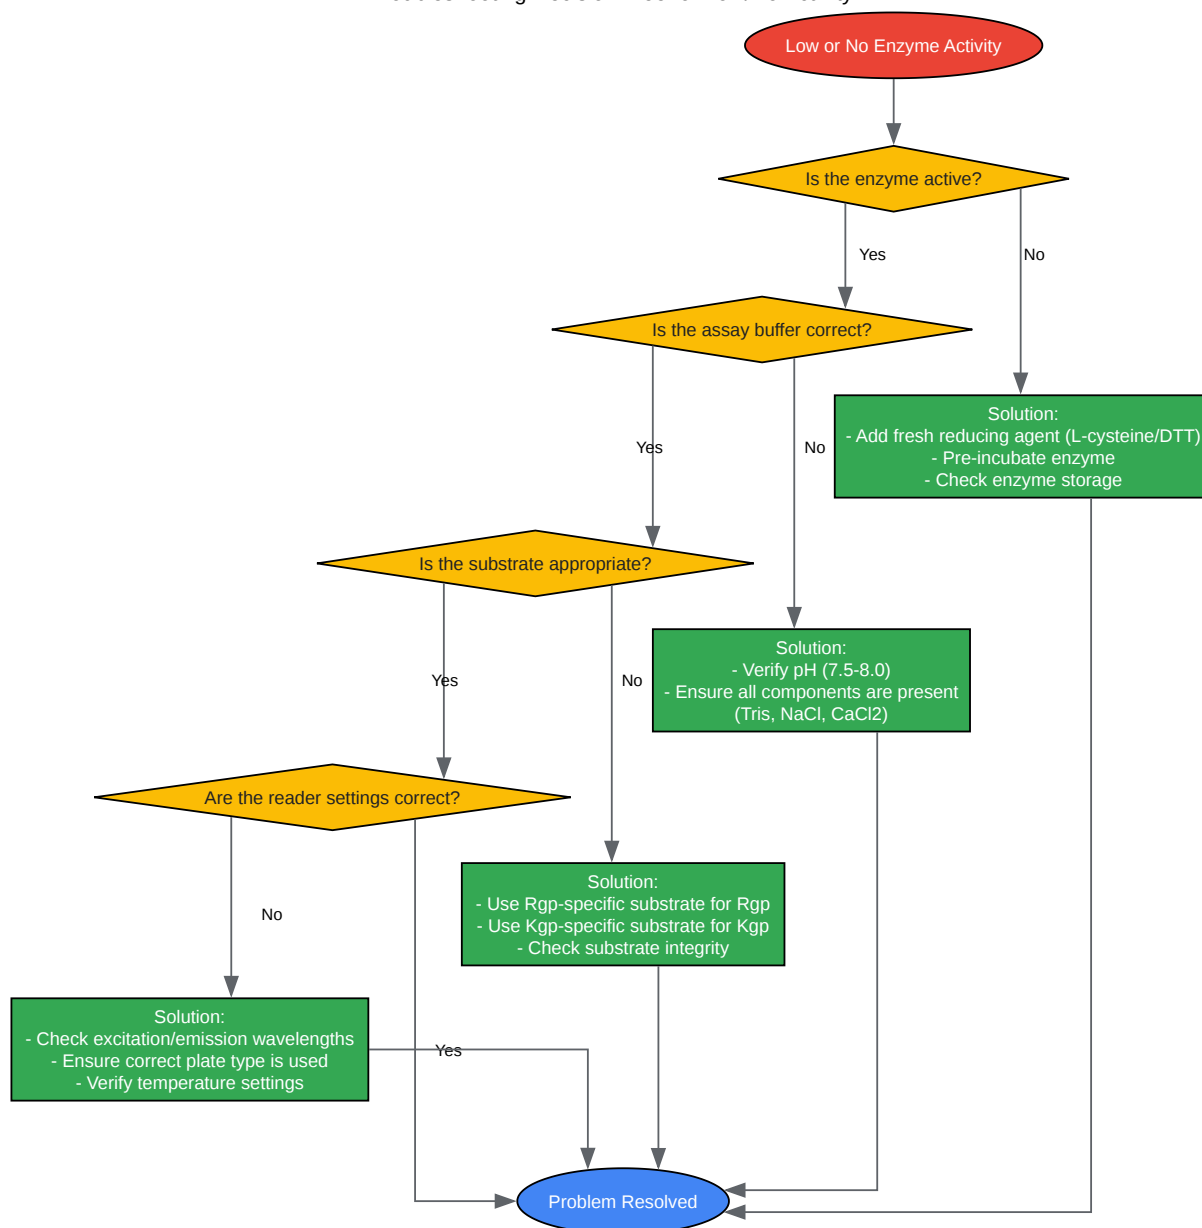 Low or No Enzyme Activity
Is the enzyme active?
Yes
No
Is the assay buffer correct?
Yes
No
Solution:
- Add fresh reducing agent (L-cysteine/DTT)
- Pre-incubate enzyme
- Check enzyme storage
Is the substrate appropriate?
Yes
No
Solution:
- Verify pH (7.5-8.0)
- Ensure all components are present
(Tris, NaCl, CaCl2)
Are the reader settings correct?
No
Solution:
- Use Rgp-specific substrate for Rgp
- Use Kgp-specific substrate for Kgp
- Check substrate integrity
Solution:
- Check excitation/emission wavelengths
- Ensure correct plate type is used
- Verify temperature settings
Yes
Problem Resolved